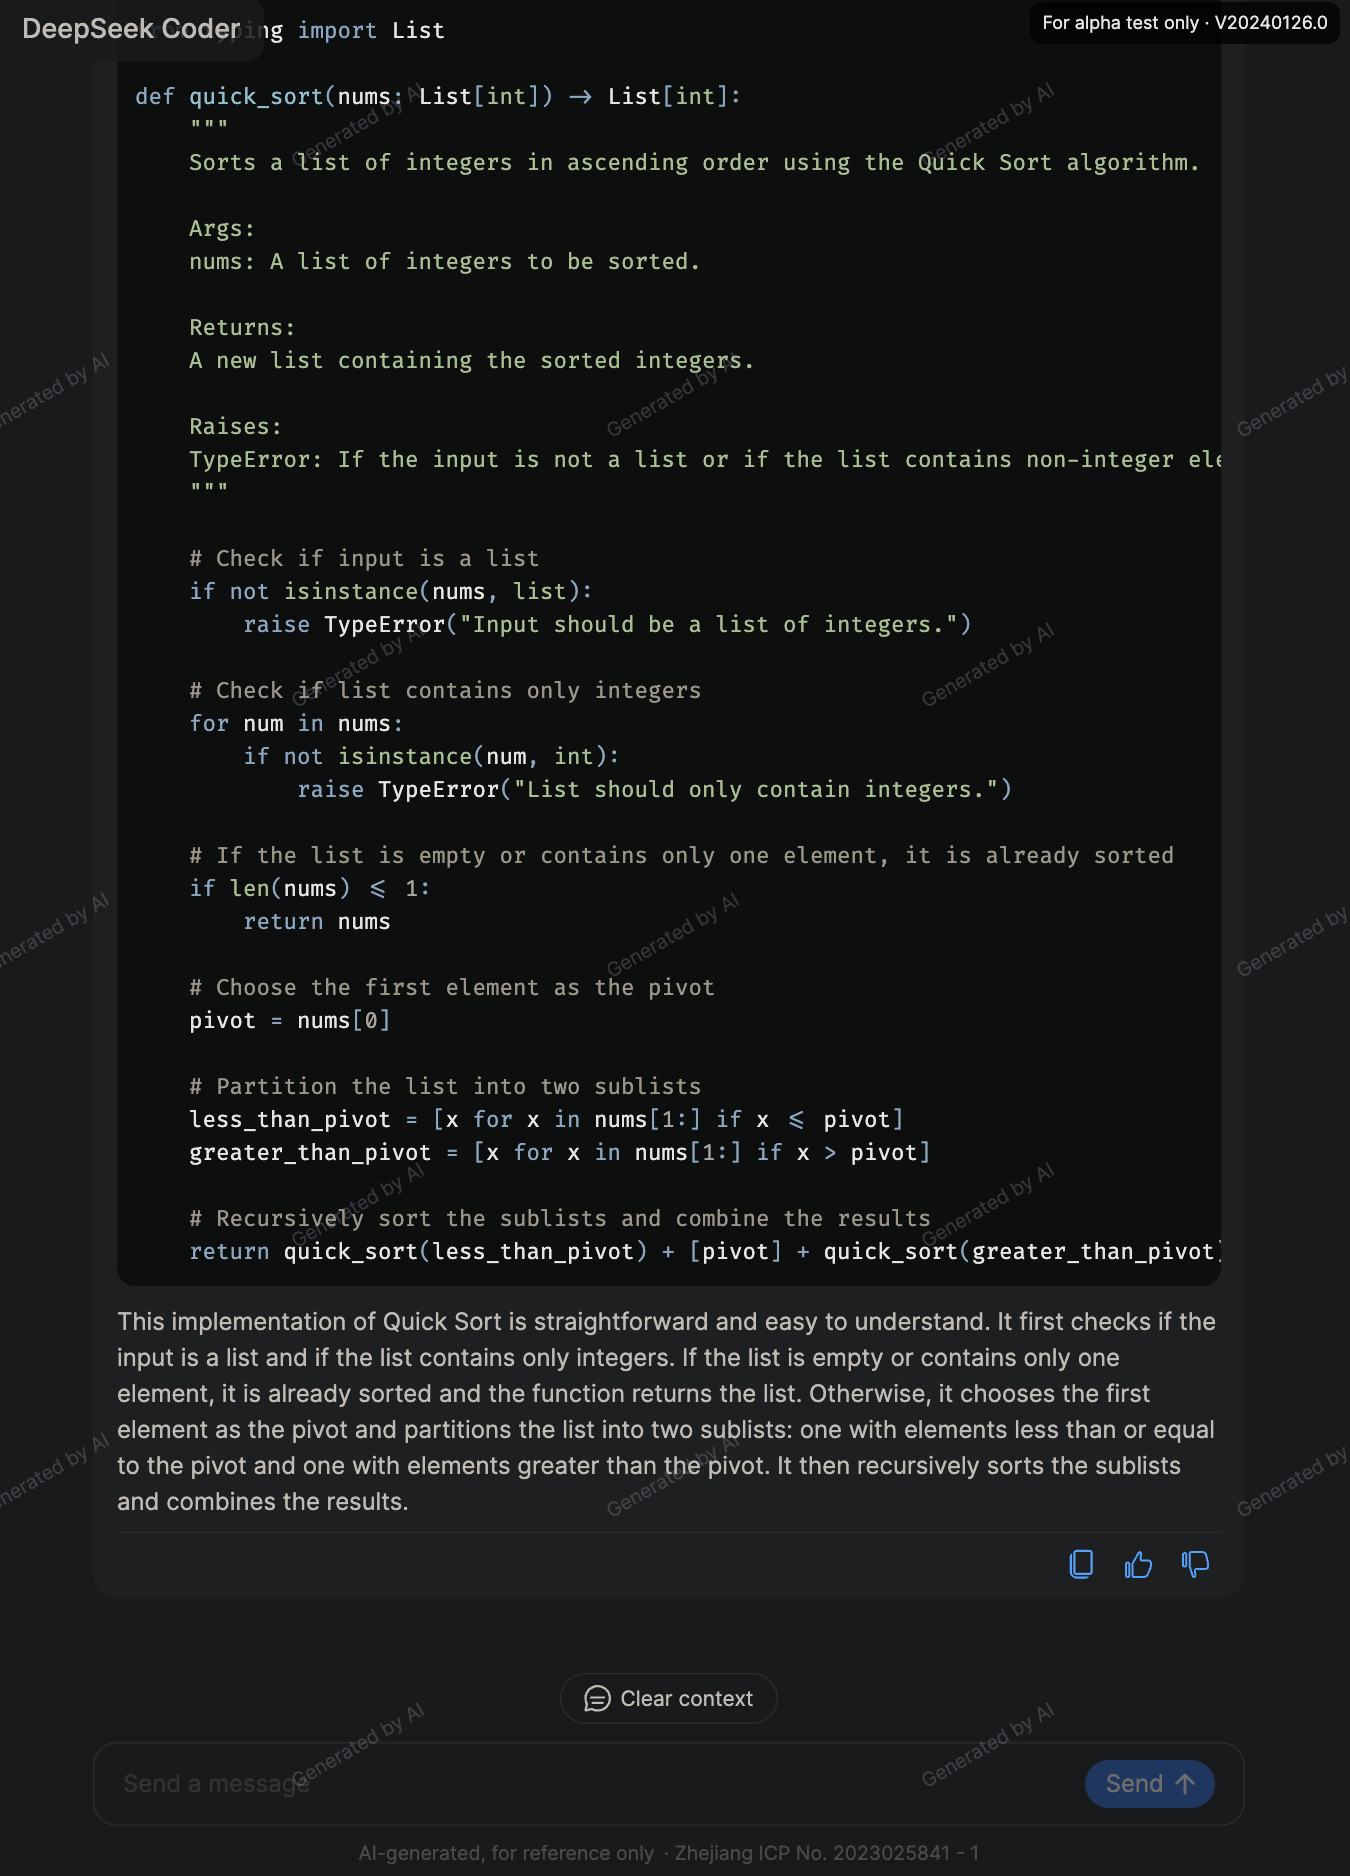 DeepSeek Coder
For alpha test only · V20240126.0
import List
def quick_sort(nums: List[int]) -> List[int]:
"""
Sorts a list of integers in ascending order using the Quick Sort algorithm.
Args:
nums: A list of integers to be sorted.
Returns:
A new list containing the sorted integers.
Raises:
TypeError: If the input is not a list or if the list contains non-integer ele
"""
# Check if input is a list
if not isinstance(nums, list):
raise TypeError("Input should be a list of integers.")
# Check if list contains only integers
for num in nums:
if not isinstance(num, int):
raise TypeError("List should only contain integers.")
# If the list is empty or contains only one element, it is already sorted
if len(nums) <= 1:
return nums
# Choose the first element as the pivot
pivot = nums[0]
# Partition the list into two sublists
less_than_pivot = [x for x in nums[1:] if x <= pivot]
greater_than_pivot = [x for x in nums[1:] if x > pivot]
# Recursively sort the sublists and combine the results
return quick_sort(less_than_pivot) + [pivot] + quick_sort(greater_than_pivot)
This implementation of Quick Sort is straightforward and easy to understand. It first checks if the
input is a list and if the list contains only integers. If the list is empty or contains only one
element, it is already sorted and the function returns the list. Otherwise, it chooses the first
element as the pivot and partitions the list into two sublists: one with elements less than or equal
to the pivot and one with elements greater than the pivot. It then recursively sorts the sublists
and combines the results.
Clear context
Send a message
Send
AI-generated, for reference only · Zhejiang ICP No. 2023025841 - 1
Generated by AI